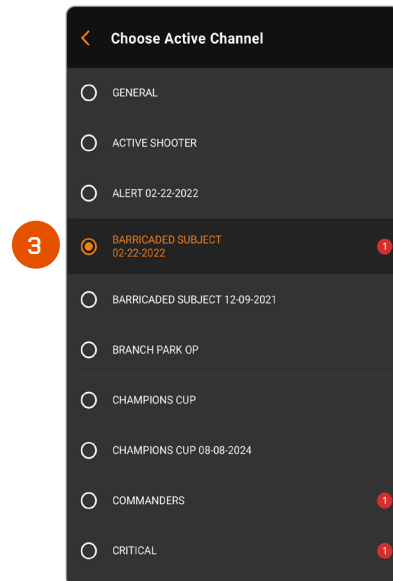 Choose Active Channel
GENERAL
ACTIVE SHOOTER
ALERT 02-22-2022
3
BARRICADED SUBJECT
02-22-2022
1
BARRICADED SUBJECT 12-09-2021
BRANCH PARK OP
CHAMPIONS CUP
CHAMPIONS CUP 08-08-2024
COMMANDERS
1
CRITICAL
1